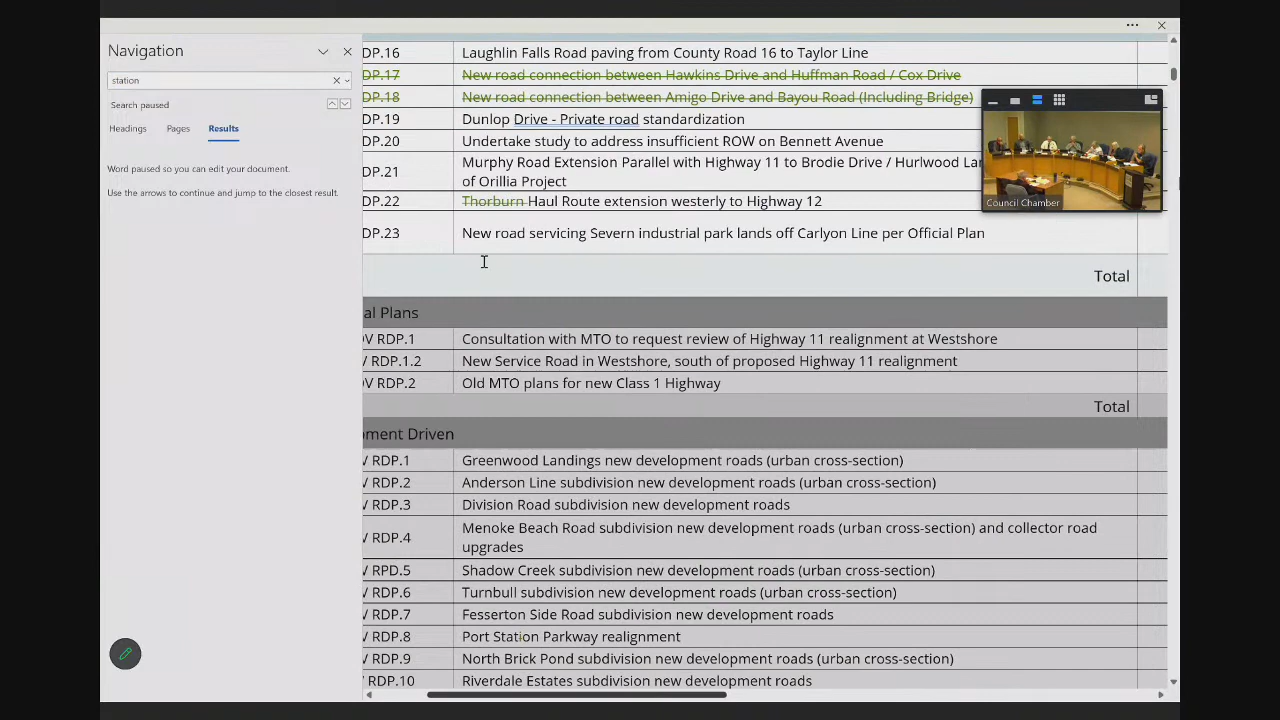 Navigation
station
Search paused
Headings Pages Results
Word paused so you can edit your document.
Use the arrows to continue and jump to the closest result.
DP.16 Laughlin Falls Road paving from County Road 16 to Taylor Line
DP.17 New road connection between Hawkins Drive and Huffman Road / Cox Drive
DP.18 New road connection between Amigo Drive and Bayou Road (Including Bridge)
DP.19 Dunlop Drive - Private road standardization
DP.20 Undertake study to address insufficient ROW on Bennett Avenue
DP.21 Murphy Road Extension Parallel with Highway 11 to Brodie Drive / Hurlwood Lan
of Orillia Project
DP.22 Thorburn Haul Route extension westerly to Highway 12
DP.23 New road servicing Severn industrial park lands off Carlyon Line per Official Plan
Total
al Plans
OV RDP.1 Consultation with MTO to request review of Highway 11 realignment at Westshore
V RDP.1.2 New Service Road in Westshore, south of proposed Highway 11 realignment
OV RDP.2 Old MTO plans for new Class 1 Highway
Total
pment Driven
V RDP.1 Greenwood Landings new development roads (urban cross-section)
V RDP.2 Anderson Line subdivision new development roads (urban cross-section)
V RDP.3 Division Road subdivision new development roads
V RDP.4 Menoke Beach Road subdivision new development roads (urban cross-section) and collector road
upgrades
V RPD.5 Shadow Creek subdivision new development roads (urban cross-section)
V RDP.6 Turnbull subdivision new development roads (urban cross-section)
V RDP.7 Fesserton Side Road subdivision new development roads
V RDP.8 Port Station Parkway realignment
V RDP.9 North Brick Pond subdivision new development roads (urban cross-section)
V RDP.10 Riverdale Estates subdivision new development roads
Council Chamber